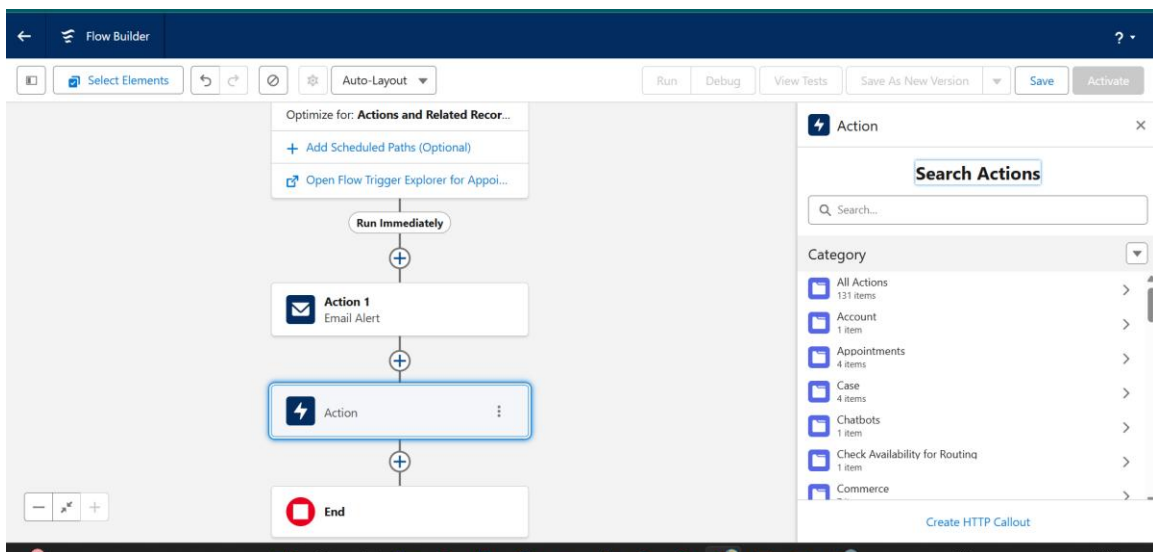 Flow Builder
?
Select Elements
Auto-Layout
Run
Debug
View Tests
Save As New Version
Save
Activate
Optimize for: Actions and Related Recor...
+ Add Scheduled Paths (Optional)
Open Flow Trigger Explorer for Appoi...
Run Immediately
Action 1
Email Alert
Action
End
Action
Search Actions
Search...
Category
All Actions
131 items
Account
1 item
Appointments
4 items
Case
4 items
Chatbots
1 item
Check Availability for Routing
1 item
Commerce
Create HTTP Callout